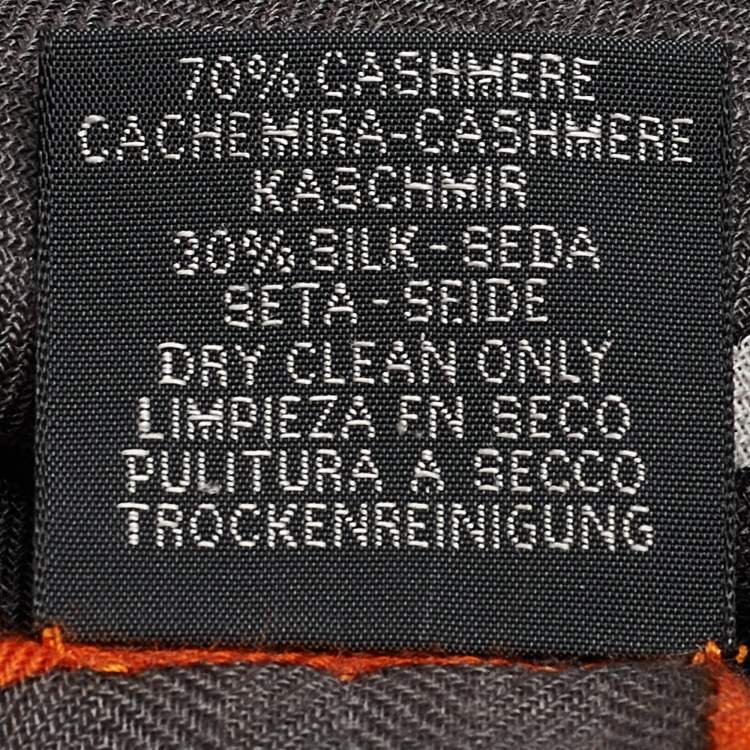 70% CASHMERE
CACHEMIRA-CASHMERE
KASCHMIR
30% SILK-SEDA
SETA-SEIDE
DRY CLEAN ONLY
LIMPIEZA EN SECO
PULITURA A SECCO
TROCKENREINIGUNG